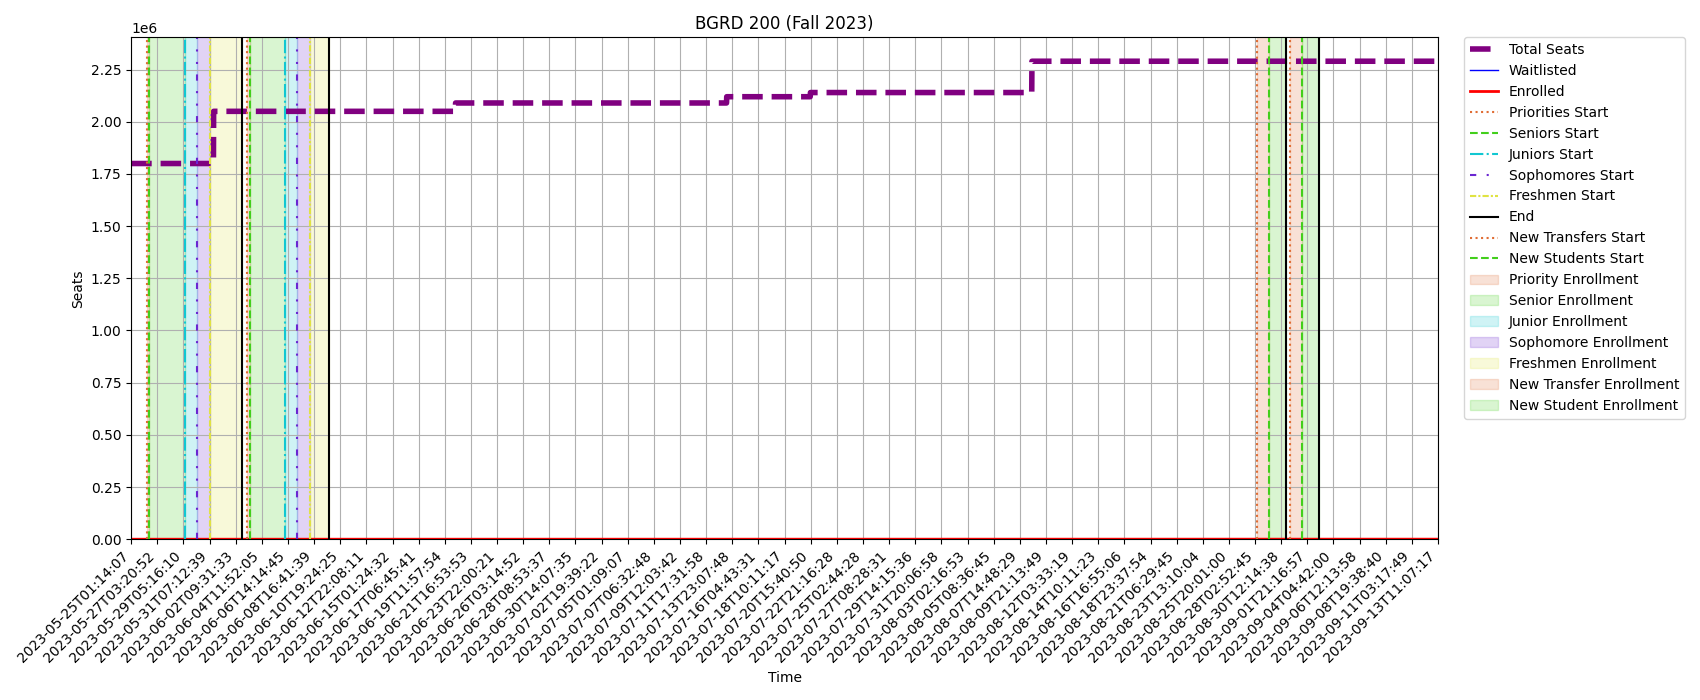 BGRD 200 (Fall 2023)
1e6
2.25
2.00
1.75
1.50
1.25
1.00
0.75
0.50
0.25
0.00
Seats
2023-05-25T01:14:07
2023-05-27T03:20:52
2023-05-29T05:16:10
2023-05-31T07:12:39
2023-06-02T09:31:33
2023-06-04T11:52:05
2023-06-06T14:14:45
2023-06-08T16:41:39
2023-06-10T19:24:25
2023-06-12T22:08:11
2023-06-15T01:24:32
2023-06-17T06:45:41
2023-06-19T11:57:54
2023-06-21T16:53:53
2023-06-23T22:00:21
2023-06-26T03:14:52
2023-06-28T08:53:37
2023-06-30T14:07:35
2023-07-02T19:39:22
2023-07-05T01:09:07
2023-07-07T06:32:48
2023-07-09T12:03:42
2023-07-11T17:31:58
2023-07-13T23:07:48
2023-07-16T04:43:31
2023-07-18T10:11:17
2023-07-20T15:40:50
2023-07-22T21:16:28
2023-07-25T02:44:28
2023-07-27T08:28:31
2023-07-29T14:15:36
2023-07-31T20:06:58
2023-08-03T02:16:53
2023-08-05T08:36:45
2023-08-07T14:48:29
2023-08-09T21:13:49
2023-08-12T03:33:19
2023-08-14T10:11:23
2023-08-16T16:55:06
2023-08-18T23:37:54
2023-08-21T06:29:45
2023-08-23T13:10:04
2023-08-25T20:01:00
2023-08-28T02:52:45
2023-08-30T12:14:38
2023-09-01T21:16:57
2023-09-04T04:42:00
2023-09-06T12:13:58
2023-09-08T19:38:40
2023-09-11T03:17:49
2023-09-13T11:07:17
Time
Total Seats
Waitlisted
Enrolled
Priorities Start
Seniors Start
Juniors Start
Sophomores Start
Freshmen Start
End
New Transfers Start
New Students Start
Priority Enrollment
Senior Enrollment
Junior Enrollment
Sophomore Enrollment
Freshmen Enrollment
New Transfer Enrollment
New Student Enrollment